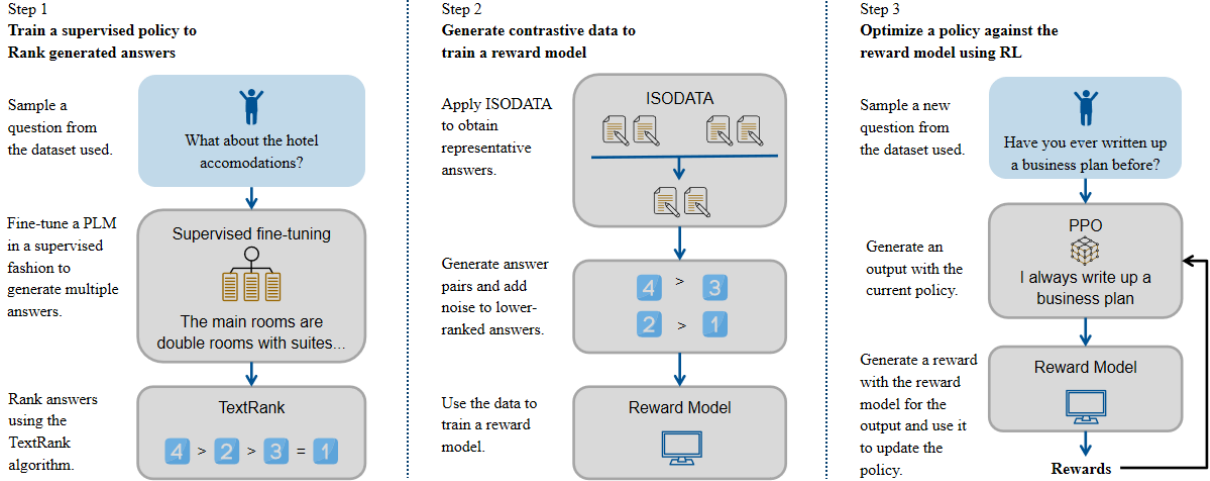 Step 1
Train a supervised policy to
Rank generated answers
Sample a
question from
the dataset used.
What about the hotel
accomodations?
Fine-tune a PLM
in a supervised
fashion to
generate multiple
answers.
Supervised fine-tuning
The main rooms are
double rooms with suites...
Rank answers
using the
TextRank
algorithm.
TextRank
4 > 2 > 3 = 1
Step 2
Generate contrastive data to
train a reward model
Apply ISODATA
to obtain
representative
answers.
ISODATA
Generate answer
pairs and add
noise to lower-
ranked answers.
4 > 3
2 > 1
Use the data to
train a reward
model.
Reward Model
Step 3
Optimize a policy against the
reward model using RL
Sample a new
question from
the dataset used.
Have you ever written up
a business plan before?
Generate an
output with the
current policy.
PPO
I always write up a
business plan
Generate a reward
with the reward
model for the
output and use it
to update the
policy.
Reward Model
Rewards